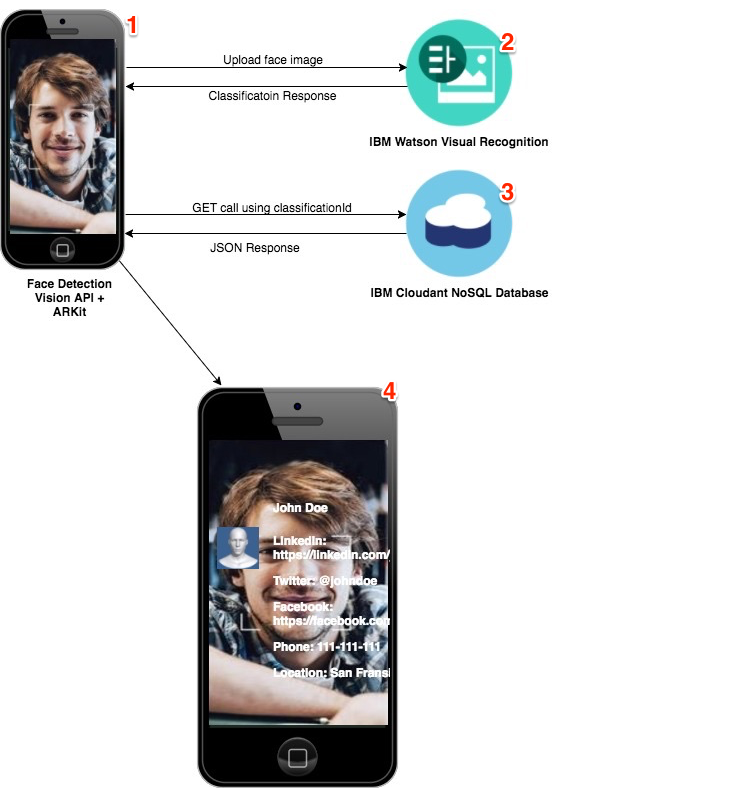 1
Upload face image
2
Classificatoin Response
IBM Watson Visual Recognition
GET call using classificationId
3
JSON Response
IBM Cloudant NoSQL Database
Face Detection
Vision API +
ARKit
4
John Doe
LinkedIn:
https://linkedin.com/
Twitter: @johndoe
Facebook:
https://facebook.com
Phone: 111-111-111
Location: San Fransi